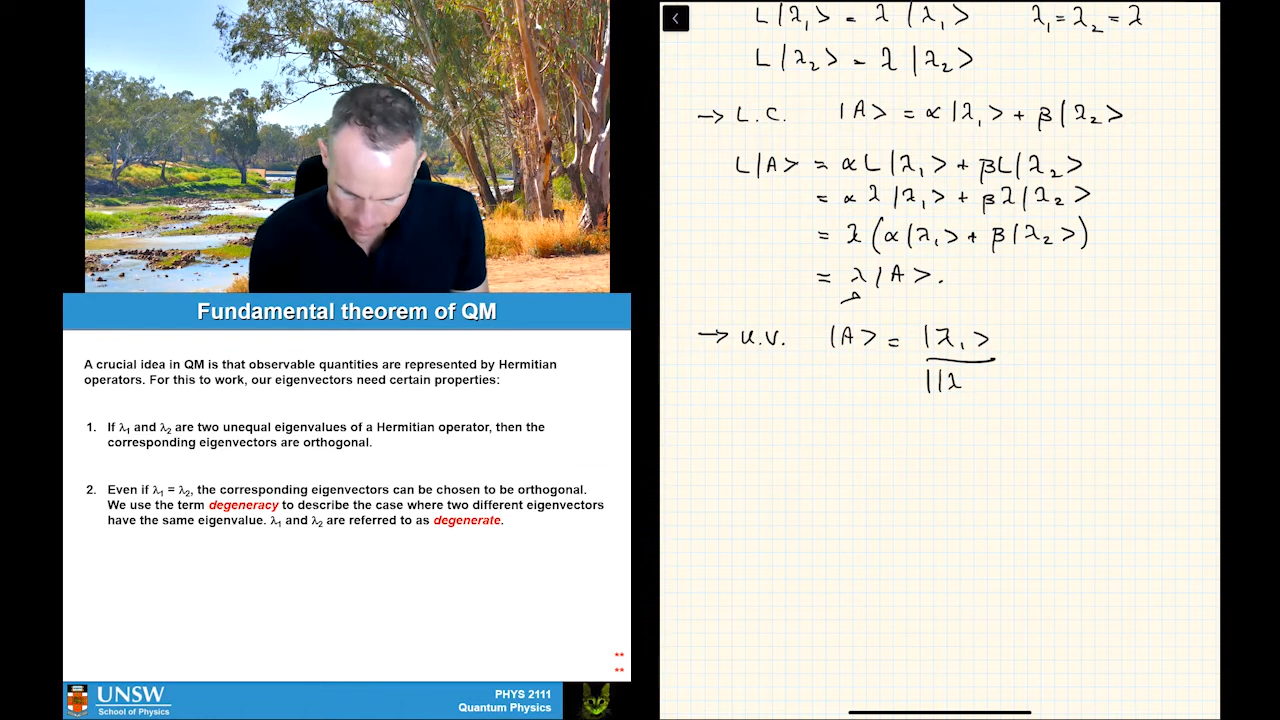 Fundamental theorem of QM
A crucial idea in QM is that observable quantities are represented by Hermitian
operators. For this to work, our eigenvectors need certain properties:
1. If λ₁ and λ₂ are two unequal eigenvalues of a Hermitian operator, then the
corresponding eigenvectors are orthogonal.
2. Even if λ₁ = λ₂, the corresponding eigenvectors can be chosen to be orthogonal.
We use the term degeneracy to describe the case where two different eigenvectors
have the same eigenvalue. λ₁ and λ₂ are referred to as degenerate.
**
**
UNSW
School of Physics
PHYS 2111
Quantum Physics
L|λ₁> = λ|λ₁> λ₁ = λ₂ = λ
L|λ₂> = λ|λ₂>
→ L.C. |A> = α|λ₁> + β|λ₂>
L|A> = αL|λ₁> + βL|λ₂>
= αλ|λ₁> + βλ|λ₂>
= λ(α|λ₁> + β|λ₂>)
= λ|A>.
→ U.V. |A> = |λ₁>
||λ